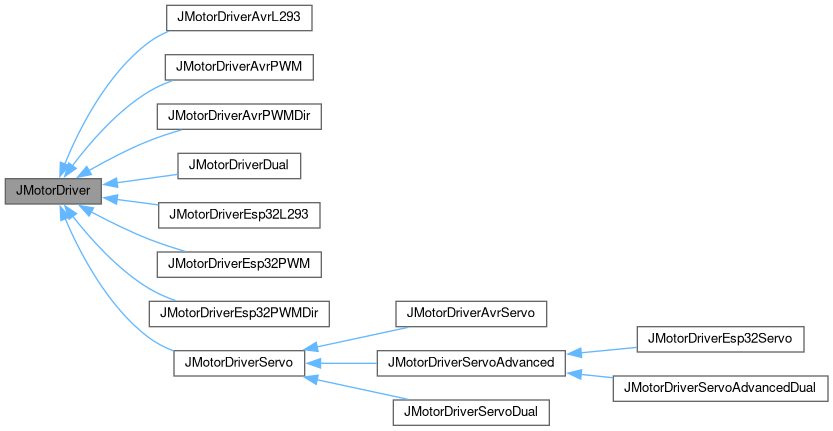 JMotorDriverAvrL293
JMotorDriverAvrPWM
JMotorDriverAvrPWMDir
JMotorDriverDual
JMotorDriver
JMotorDriverEsp32L293
JMotorDriverEsp32PWM
JMotorDriverEsp32PWMDir
JMotorDriverServo
JMotorDriverAvrServo
JMotorDriverServoAdvanced
JMotorDriverServoDual
JMotorDriverEsp32Servo
JMotorDriverServoAdvancedDual